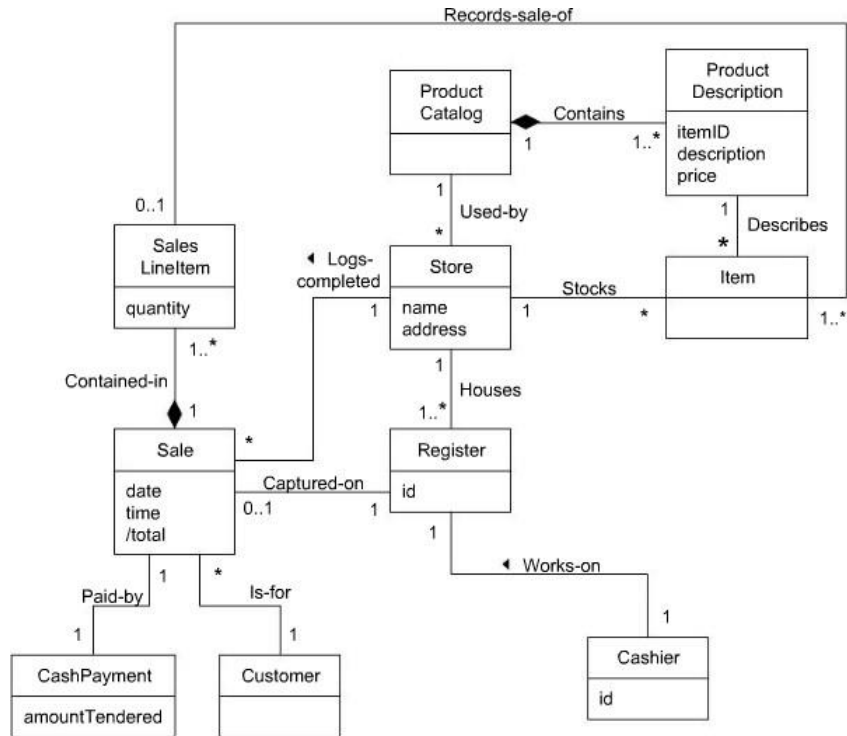 Records-sale-of
Product
Catalog
Contains
1
1..*
Product
Description
itemID
description
price
1
Used-by
*
1
Describes
*
0..1
Sales
LineItem
quantity
1..*
Logs-
completed
1
Store
name
address
1
Stocks
*
Item
1..*
Contained-in
1
1
Houses
1..*
Sale
date
time
/total
*
Captured-on
0..1
1
Register
id
1
Works-on
1
Cashier
id
1
Paid-by
1
*
Is-for
1
CashPayment
amountTendered
Customer